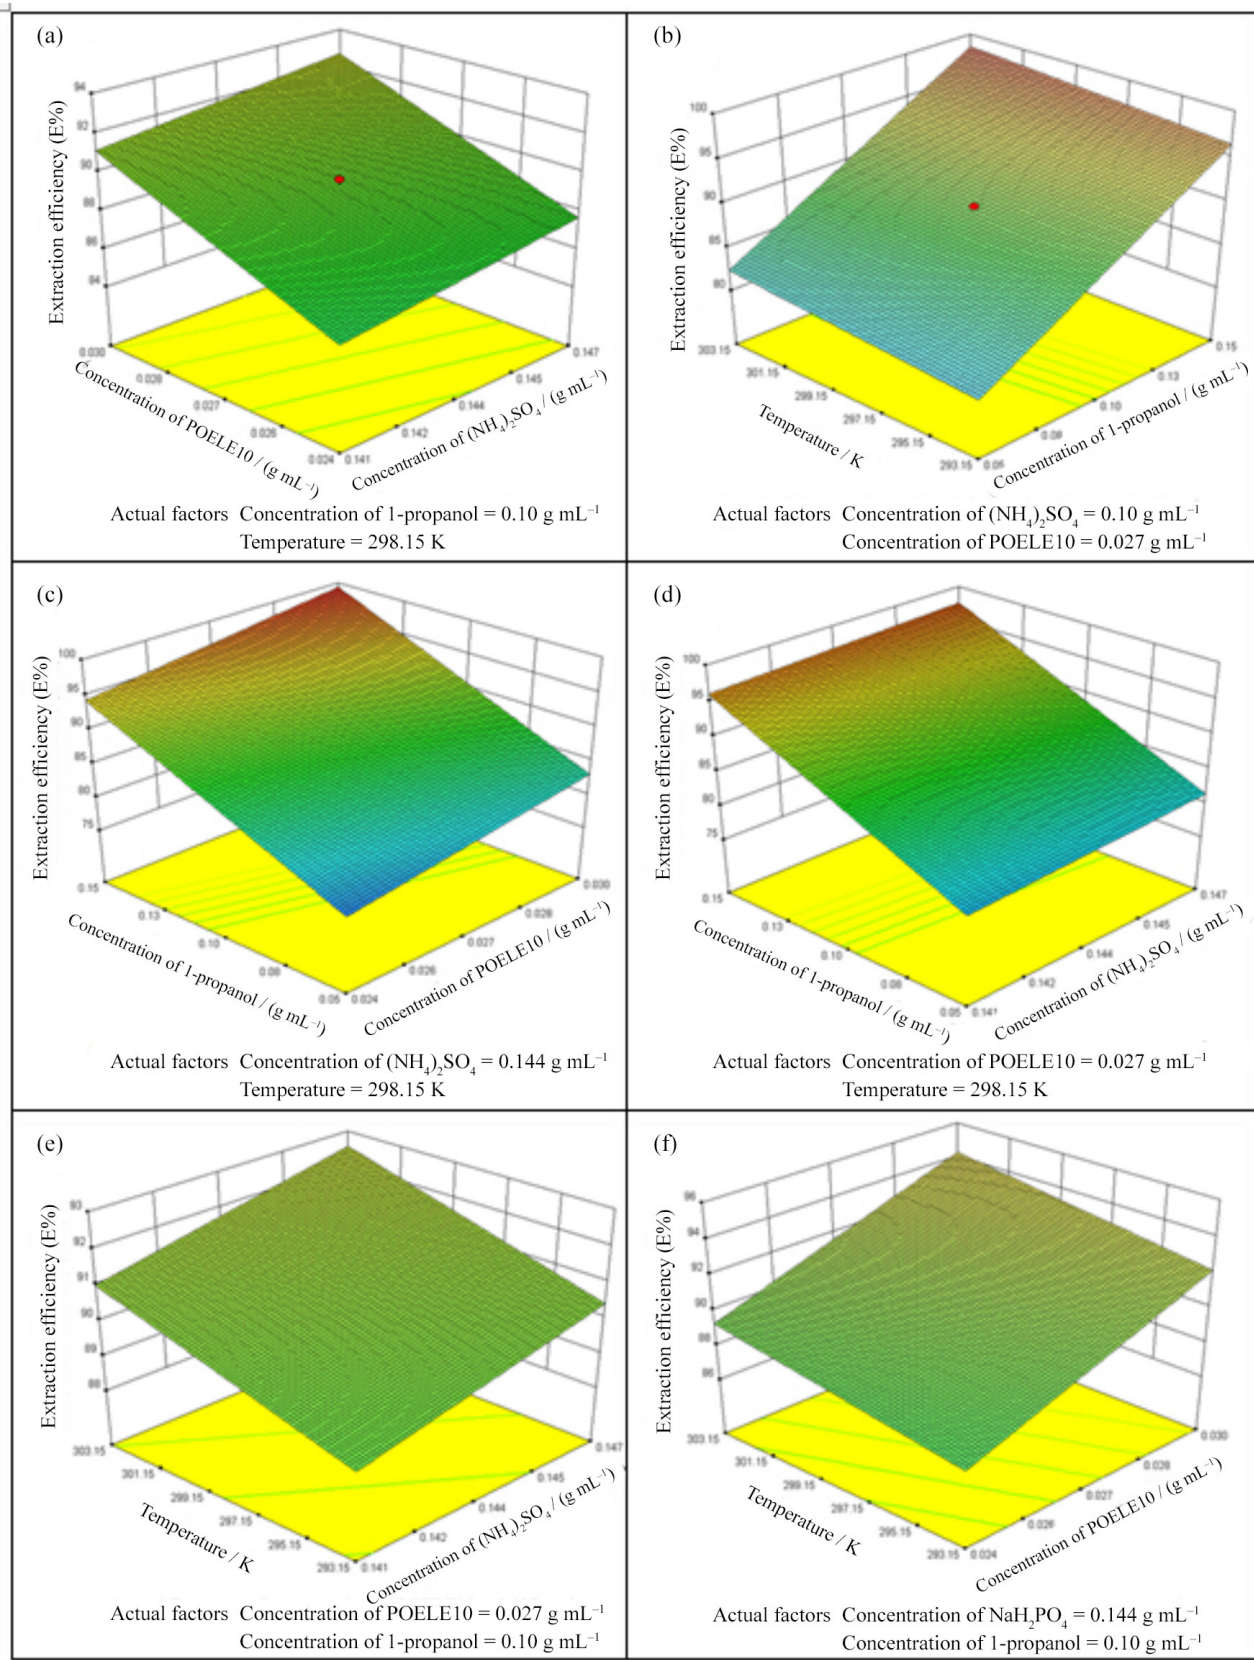 (a)
Extraction efficiency (E%)
94
92
90
88
86
84
0.030
0.028
0.027
0.026
0.024
0.141
0.142
0.144
0.145
0.147
Concentration of POELE10 / (g mL⁻¹)
Concentration of (NH₄)₂SO₄ / (g mL⁻¹)
Actual factors Concentration of 1-propanol = 0.10 g mL⁻¹
Temperature = 298.15 K
(b)
Extraction efficiency (E%)
100
95
90
85
80
303.15
301.15
299.15
297.15
295.15
293.15
0.05
0.08
0.10
0.13
0.15
Temperature / K
Concentration of 1-propanol / (g mL⁻¹)
Actual factors Concentration of (NH₄)₂SO₄ = 0.10 g mL⁻¹
Concentration of POELE10 = 0.027 g mL⁻¹
(c)
Extraction efficiency (E%)
100
95
90
85
80
75
0.15
0.13
0.10
0.08
0.05
0.024
0.026
0.027
0.028
0.030
Concentration of 1-propanol / (g mL⁻¹)
Concentration of POELE10 / (g mL⁻¹)
Actual factors Concentration of (NH₄)₂SO₄ = 0.144 g mL⁻¹
Temperature = 298.15 K
(d)
Extraction efficiency (E%)
100
95
90
85
80
75
0.15
0.13
0.10
0.08
0.05
0.141
0.142
0.144
0.145
0.147
Concentration of 1-propanol / (g mL⁻¹)
Concentration of (NH₄)₂SO₄ / (g mL⁻¹)
Actual factors Concentration of POELE10 = 0.027 g mL⁻¹
Temperature = 298.15 K
(e)
Extraction efficiency (E%)
93
92
91
90
89
88
303.15
301.15
299.15
297.15
295.15
293.15
0.141
0.142
0.144
0.145
0.147
Temperature / K
Concentration of (NH₄)₂SO₄ / (g mL⁻¹)
Actual factors Concentration of POELE10 = 0.027 g mL⁻¹
Concentration of 1-propanol = 0.10 g mL⁻¹
(f)
Extraction efficiency (E%)
96
94
92
90
88
86
303.15
301.15
299.15
297.15
295.15
293.15
0.024
0.026
0.027
0.028
0.030
Temperature / K
Concentration of POELE10 / (g mL⁻¹)
Actual factors Concentration of NaH₂PO₄ = 0.144 g mL⁻¹
Concentration of 1-propanol = 0.10 g mL⁻¹